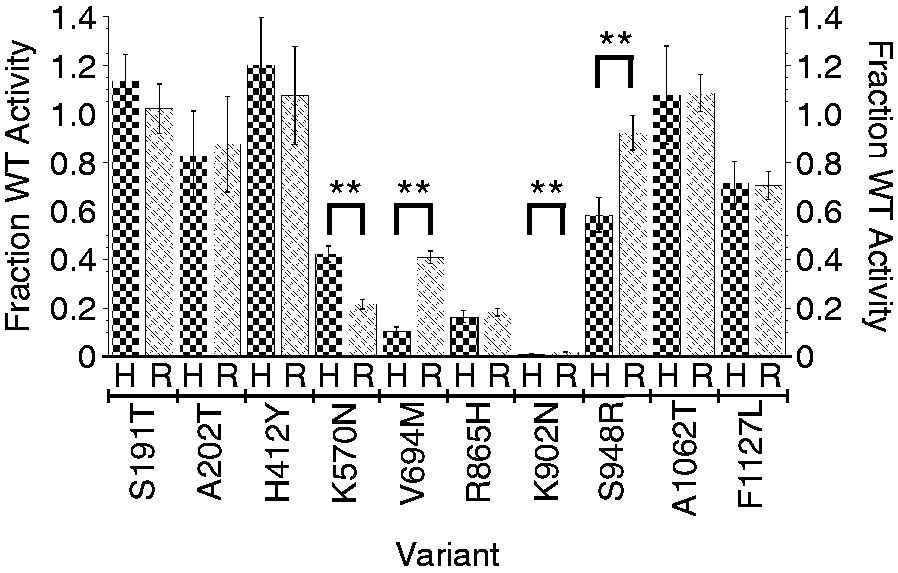 Fraction WT Activity
1.4
1.2
1.0
0.8
0.6
0.4
0.2
0
** ** ** **
1.4
1.2
1.0
0.8
0.6
0.4
0.2
0
Fraction WT Activity
H R H R H R H R H R H R H R H R H R H R
S191T
A202T
H412Y
K570N
V694M
R865H
K902N
S948R
A1062T
F1127L
Variant